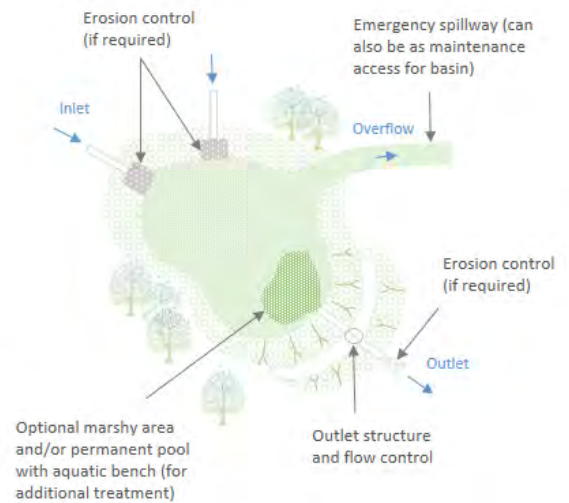 Erosion control
(if required)
Emergency spillway (can
also be as maintenance
access for basin)
Inlet
Overflow
Erosion control
(if required)
Outlet
Optional marshy area
and/or permanent pool
with aquatic bench (for
additional treatment)
Outlet structure
and flow control